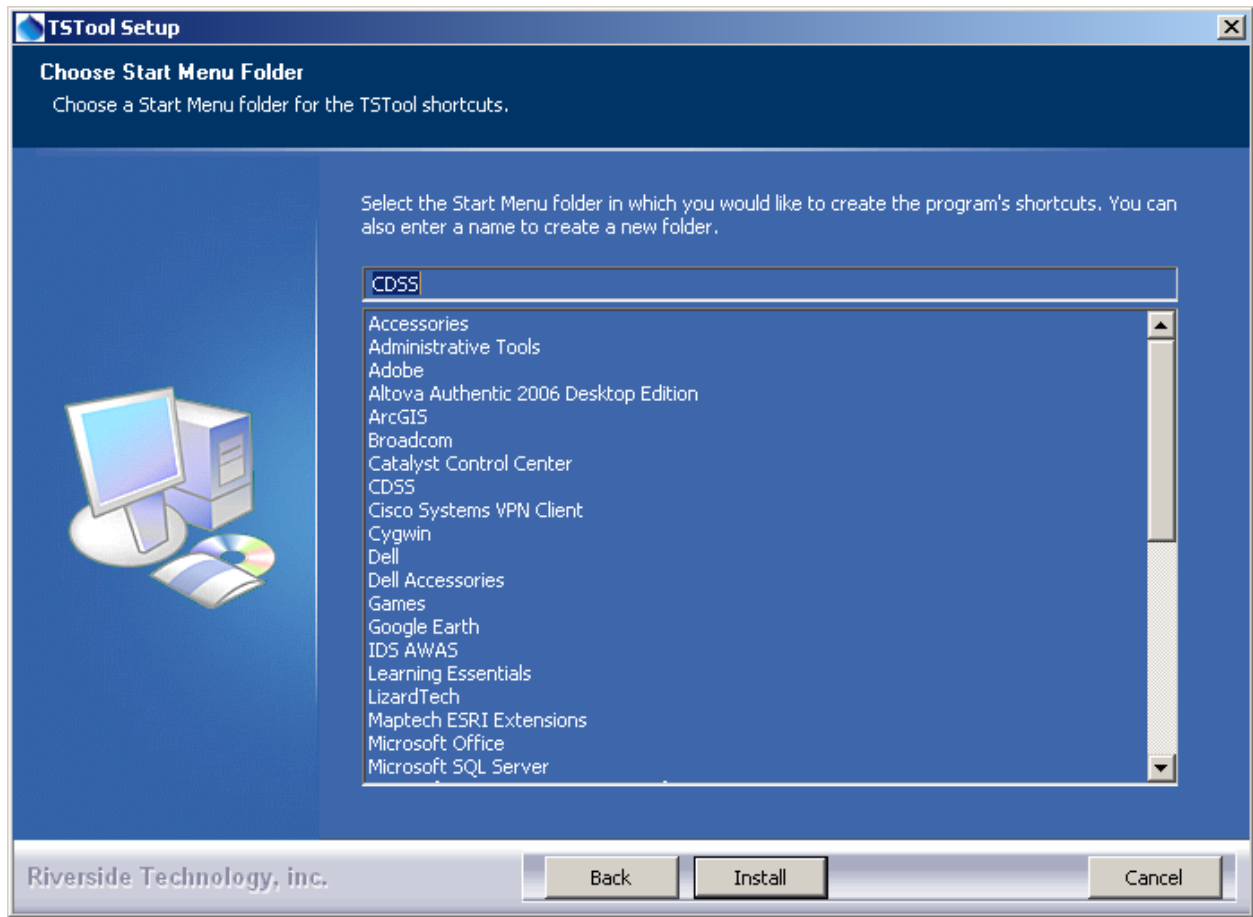 TSTool Setup
Choose Start Menu Folder
Choose a Start Menu folder for the TSTool shortcuts.
Select the Start Menu folder in which you would like to create the program's shortcuts. You can
also enter a name to create a new folder.
CDSS
Accessories
Administrative Tools
Adobe
Altova Authentic 2006 Desktop Edition
ArcGIS
Broadcom
Catalyst Control Center
CDSS
Cisco Systems VPN Client
Cygwin
Dell
Dell Accessories
Games
Google Earth
IDS AWAS
Learning Essentials
LizardTech
Maptech ESRI Extensions
Microsoft Office
Microsoft SQL Server
Riverside Technology, inc.
Back
Install
Cancel